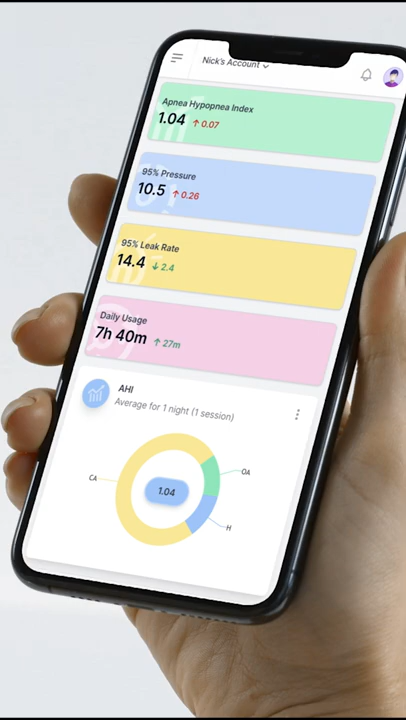 Nick's Account
Apnea Hypopnea Index
1.04 ↑ 0.07
95% Pressure
10.5 ↑ 0.26
95% Leak Rate
14.4 ↓ 2.4
Daily Usage
7h 40m ↑ 27m
AHI
Average for 1 night (1 session)
OA
CA
1.04
H